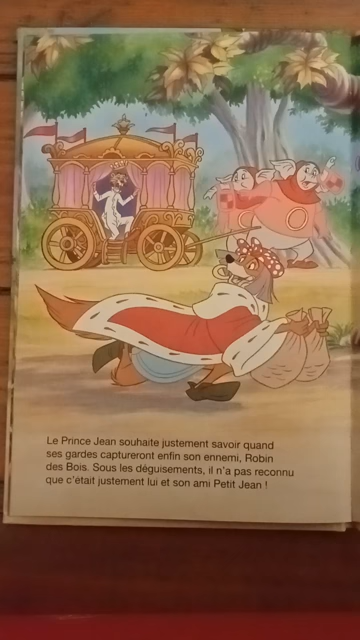 Le Prince Jean souhaite justement savoir quand
ses gardes captureront enfin son ennemi, Robin
des Bois. Sous les déguisements, il n'a pas reconnu
que c'était justement lui et son ami Petit Jean !